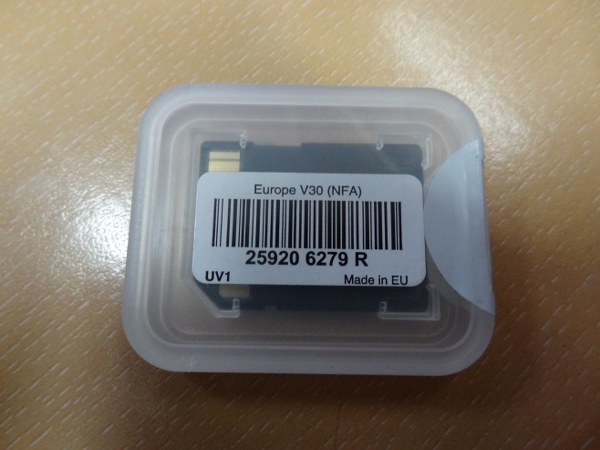 Europe V30 (NFA)
25920 6279 R
UV1 Made in EU